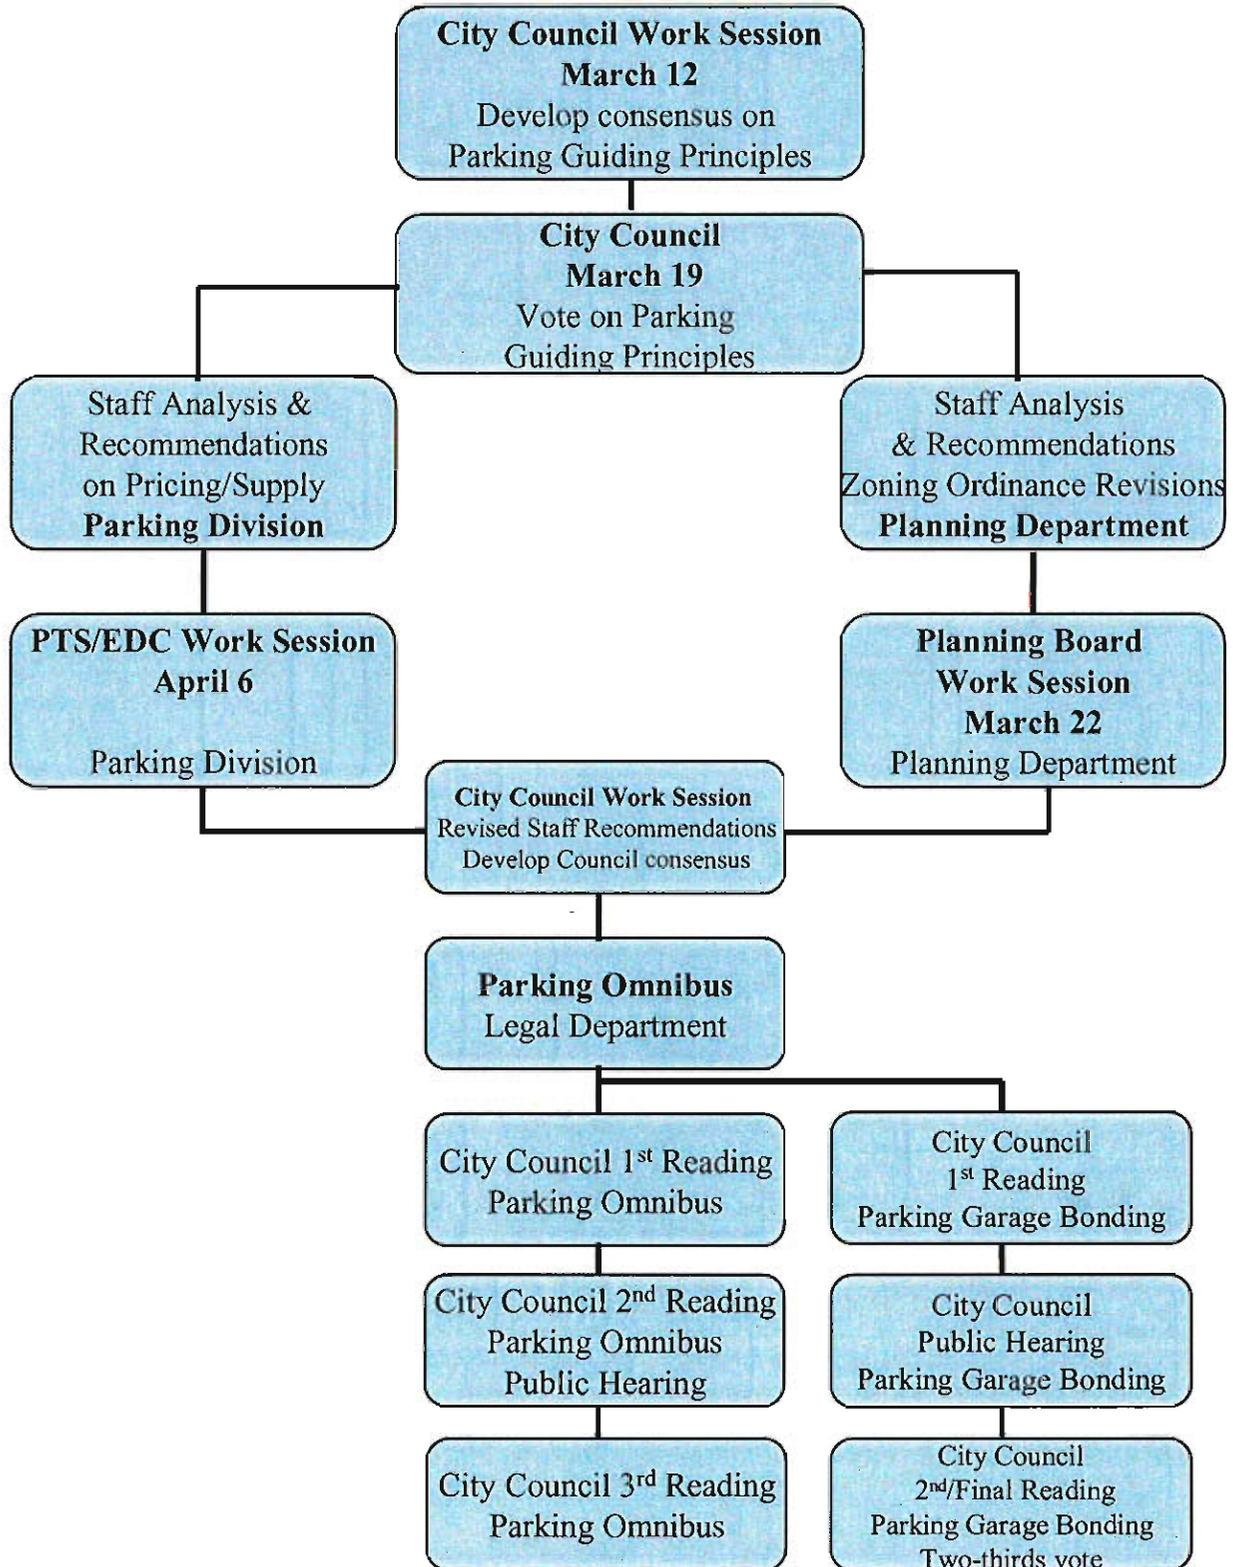 City Council Work Session
March 12
Develop consensus on
Parking Guiding Principles
City Council
March 19
Vote on Parking
Guiding Principles
Staff Analysis &
Recommendations
on Pricing/Supply
Parking Division
Staff Analysis
& Recommendations
Zoning Ordinance Revisions
Planning Department
PTS/EDC Work Session
April 6
Parking Division
Planning Board
Work Session
March 22
Planning Department
City Council Work Session
Revised Staff Recommendations
Develop Council consensus
Parking Omnibus
Legal Department
City Council 1st Reading
Parking Omnibus
City Council
1st Reading
Parking Garage Bonding
City Council 2nd Reading
Parking Omnibus
Public Hearing
City Council
Public Hearing
Parking Garage Bonding
City Council 3rd Reading
Parking Omnibus
City Council
2nd/Final Reading
Parking Garage Bonding
Two-thirds vote